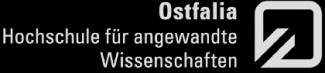 Ostfalia
Hochschule für angewandte
Wissenschaften